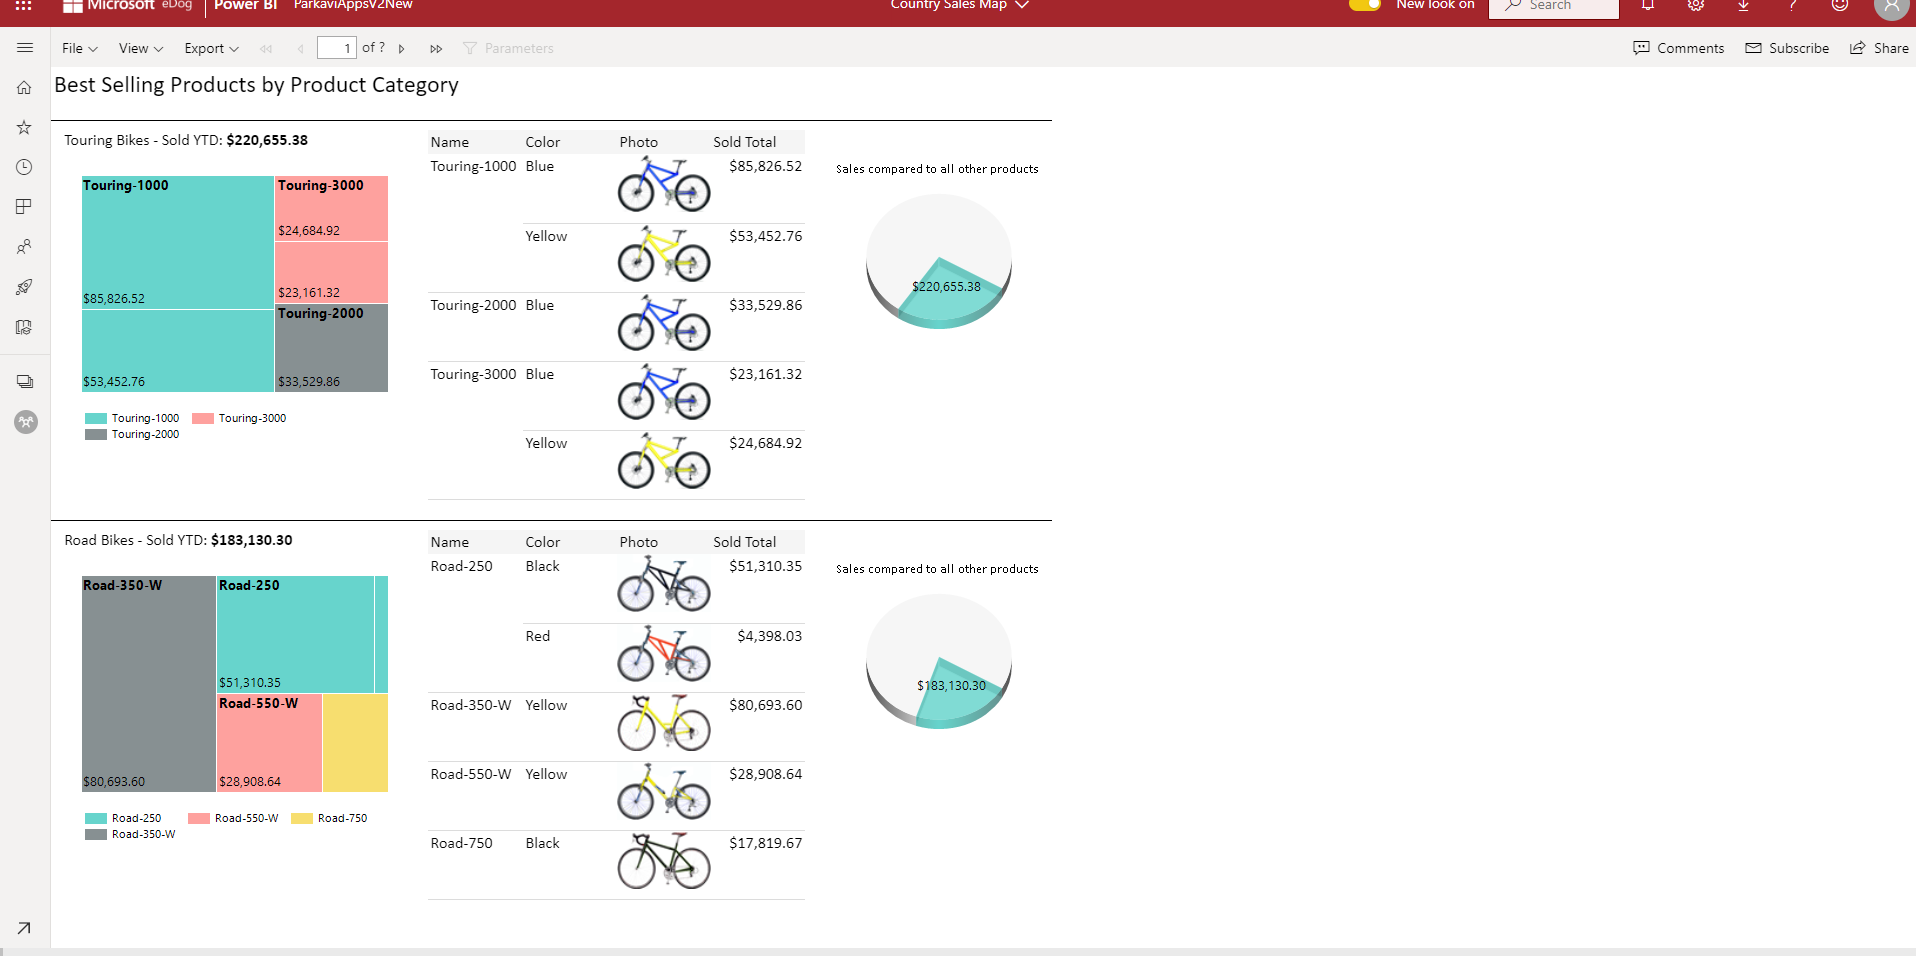 Microsoft eDog Power BI ParkaviAppsV2New Country Sales Map New look on Search
File View Export 1 of ? Parameters Comments Subscribe Share
Best Selling Products by Product Category
Touring Bikes - Sold YTD: $220,655.38
Touring-1000 Touring-3000
$24,684.92
$85,826.52 $23,161.32
Touring-2000
$53,452.76 $33,529.86
Touring-1000 Touring-3000
Touring-2000
Name Color Photo Sold Total
Touring-1000 Blue $85,826.52
Yellow $53,452.76
Touring-2000 Blue $33,529.86
Touring-3000 Blue $23,161.32
Yellow $24,684.92
Sales compared to all other products
$220,655.38
Road Bikes - Sold YTD: $183,130.30
Road-350-W Road-250
$51,310.35
Road-550-W
$80,693.60 $28,908.64
Road-250 Road-550-W Road-750
Road-350-W
Name Color Photo Sold Total
Road-250 Black $51,310.35
Red $4,398.03
Road-350-W Yellow $80,693.60
Road-550-W Yellow $28,908.64
Road-750 Black $17,819.67
Sales compared to all other products
$183,130.30